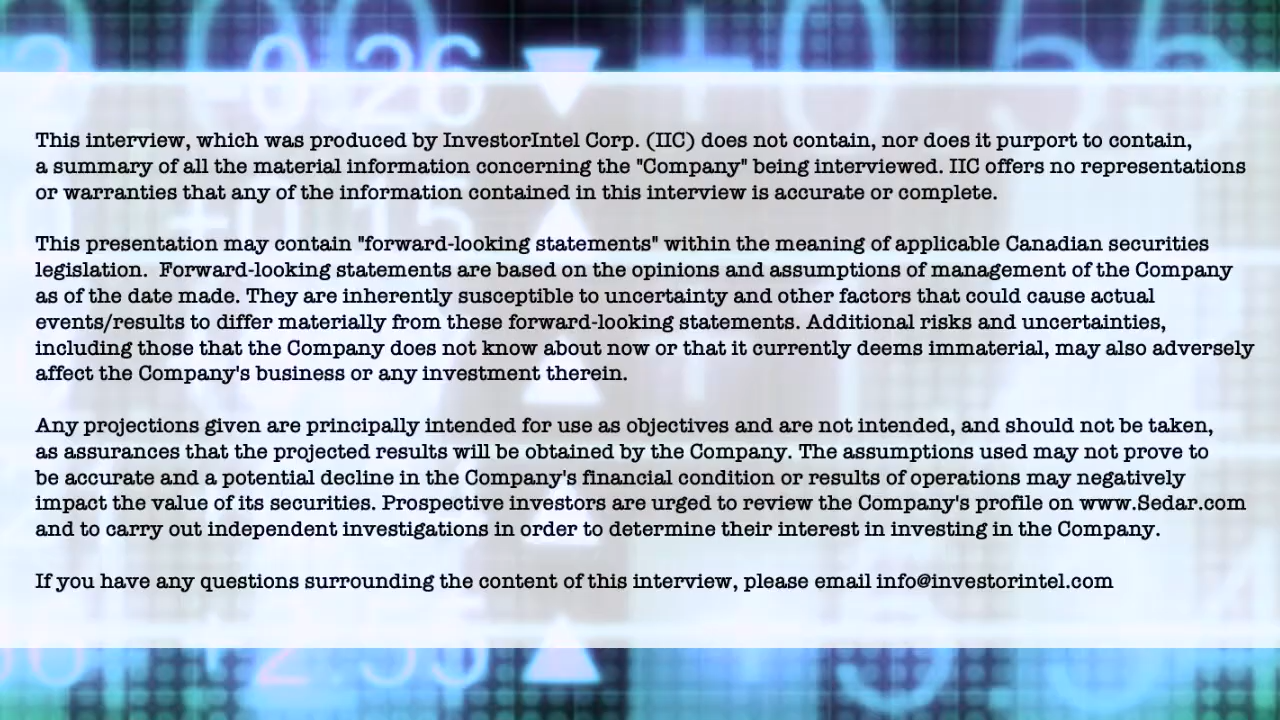 This interview, which was produced by InvestorIntel Corp. (IIC) does not contain, nor does it purport to contain,
a summary of all the material information concerning the "Company" being interviewed. IIC offers no representations
or warranties that any of the information contained in this interview is accurate or complete.
This presentation may contain "forward-looking statements" within the meaning of applicable Canadian securities
legislation.  Forward-looking statements are based on the opinions and assumptions of management of the Company
as of the date made. They are inherently susceptible to uncertainty and other factors that could cause actual
events/results to differ materially from these forward-looking statements. Additional risks and uncertainties,
including those that the Company does not know about now or that it currently deems immaterial, may also adversely
affect the Company's business or any investment therein.
Any projections given are principally intended for use as objectives and are not intended, and should not be taken,
as assurances that the projected results will be obtained by the Company. The assumptions used may not prove to
be accurate and a potential decline in the Company's financial condition or results of operations may negatively
impact the value of its securities. Prospective investors are urged to review the Company's profile on www.Sedar.com
and to carry out independent investigations in order to determine their interest in investing in the Company.
If you have any questions surrounding the content of this interview, please email info@investorintel.com